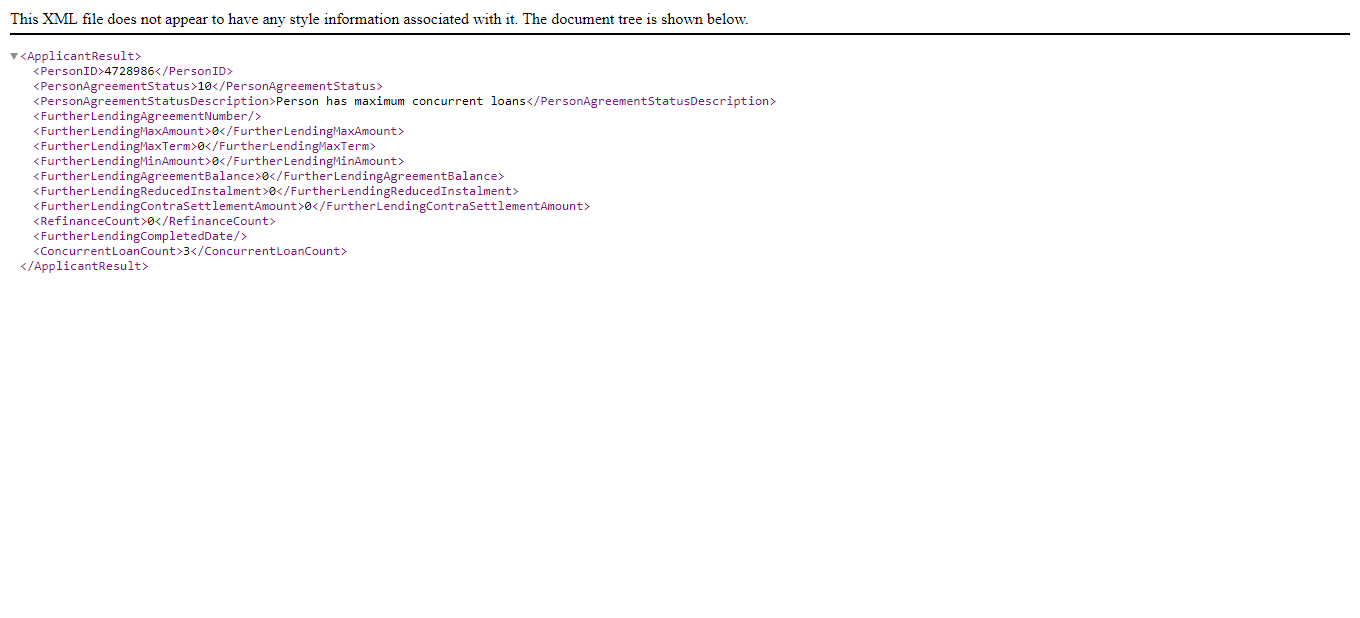 This XML file does not appear to have any style information associated with it. The document tree is shown below.
▼<ApplicantResult>
<PersonID>4728986</PersonID>
<PersonAgreementStatus>10</PersonAgreementStatus>
<PersonAgreementStatusDescription>Person has maximum concurrent loans</PersonAgreementStatusDescription>
<FurtherLendingAgreementNumber/>
<FurtherLendingMaxAmount>0</FurtherLendingMaxAmount>
<FurtherLendingMaxTerm>0</FurtherLendingMaxTerm>
<FurtherLendingMinAmount>0</FurtherLendingMinAmount>
<FurtherLendingAgreementBalance>0</FurtherLendingAgreementBalance>
<FurtherLendingReducedInstalment>0</FurtherLendingReducedInstalment>
<FurtherLendingContraSettlementAmount>0</FurtherLendingContraSettlementAmount>
<RefinanceCount>0</RefinanceCount>
<FurtherLendingCompletedDate/>
<ConcurrentLoanCount>3</ConcurrentLoanCount>
</ApplicantResult>